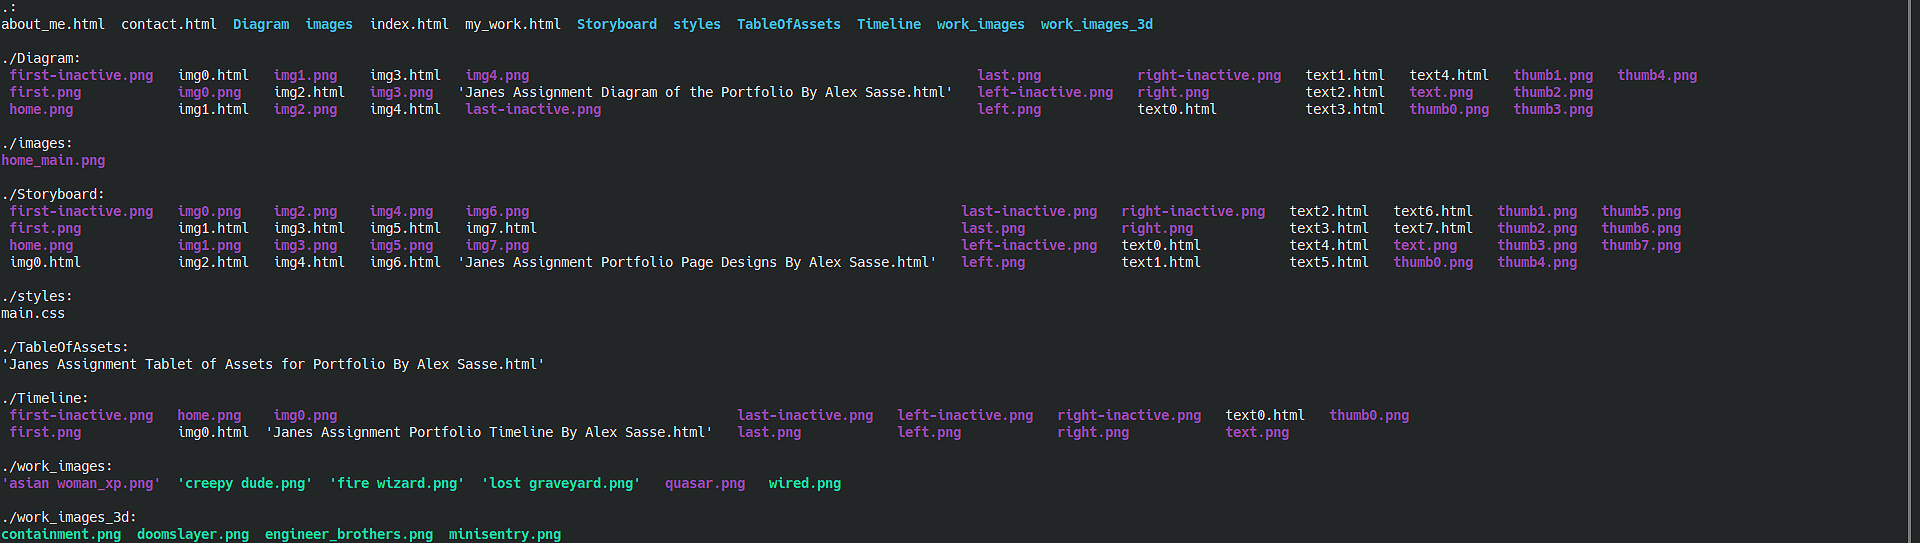 .:
about_me.html  contact.html  Diagram  images  index.html  my_work.html  Storyboard  styles  TableOfAssets  Timeline  work_images  work_images_3d
./Diagram:
first-inactive.png  img0.html  img1.png  img3.html  img4.png  last.png  right-inactive.png  text1.html  text4.html  thumb1.png  thumb4.png
first.png  img0.png  img2.html  img3.png  'Janes Assignment Diagram of the Portfolio By Alex Sasse.html'  left-inactive.png  right.png  text2.html  text.png  thumb2.png
home.png  img1.html  img2.png  img4.html  last-inactive.png  left.png  text0.html  text3.html  thumb0.png  thumb3.png
./images:
home_main.png
./Storyboard:
first-inactive.png  img0.png  img2.png  img4.png  img6.png  last-inactive.png  right-inactive.png  text2.html  text6.html  thumb1.png  thumb5.png
first.png  img1.html  img3.html  img5.html  img7.html  last.png  right.png  text3.html  text7.html  thumb2.png  thumb6.png
home.png  img1.png  img3.png  img5.png  img7.png  left-inactive.png  text0.html  text4.html  text.png  thumb3.png  thumb7.png
img0.html  img2.html  img4.html  img6.html  'Janes Assignment Portfolio Page Designs By Alex Sasse.html'  left.png  text1.html  text5.html  thumb0.png  thumb4.png
./styles:
main.css
./TableOfAssets:
'Janes Assignment Tablet of Assets for Portfolio By Alex Sasse.html'
./Timeline:
first-inactive.png  home.png  img0.png  last-inactive.png  left-inactive.png  right-inactive.png  text0.html  thumb0.png
first.png  img0.html  'Janes Assignment Portfolio Timeline By Alex Sasse.html'  last.png  left.png  right.png  text.png
./work_images:
'asian woman_xp.png'  'creepy dude.png'  'fire wizard.png'  'lost graveyard.png'  quasar.png  wired.png
./work_images_3d:
containment.png  doomslayer.png  engineer_brothers.png  minisentry.png